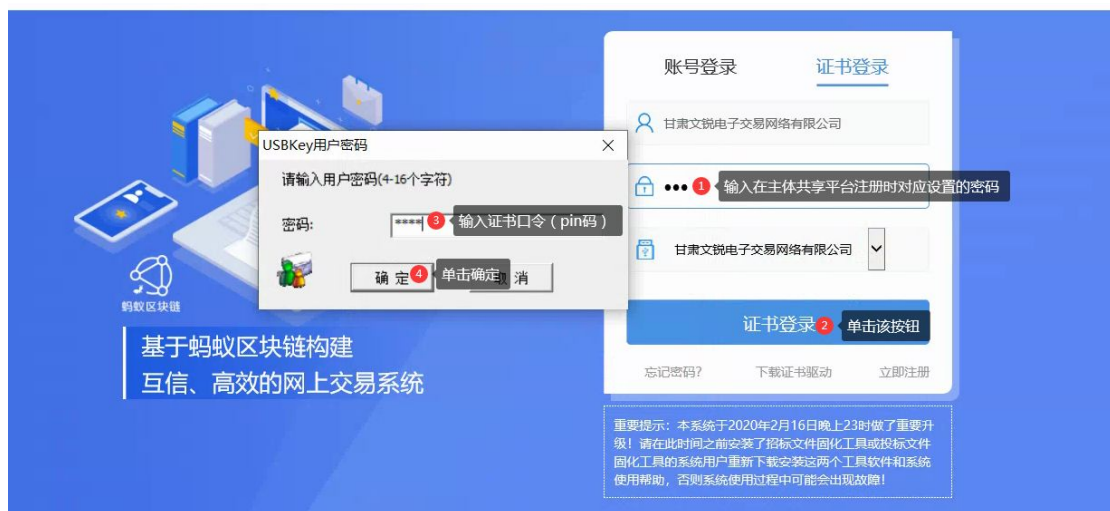 账号登录
证书登录
甘肃文锐电子交易网络有限公司
USBKey用户密码
请输入用户密码(4-16个字符)
●●● 1 输入在主体共享平台注册时对应设置的密码
密码:
****
3 输入证书口令（pin码）
甘肃文锐电子交易网络有限公司
确 定 4 单击确定
消
蚂蚁区块链
证书登录 2 单击该按钮
基于蚂蚁区块链构建
互信、高效的网上交易系统
忘记密码?
下载证书驱动
立即注册
重要提示：本系统于2020年2月16日晚上23时做了重要升
级！请在此时间之前安装了招标文件固化工具或投标文件
固化工具的系统用户重新下载安装这两个工具软件和系统
使用帮助，否则系统使用过程中可能会出现故障！